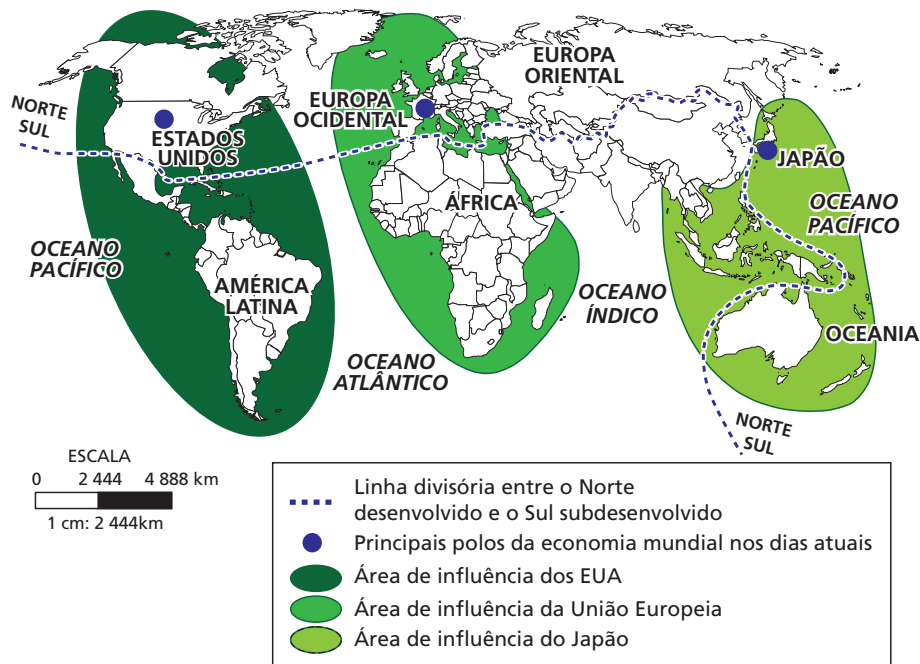 EUROPA
ORIENTAL
NORTE
SUL
EUROPA
OCIDENTAL
ESTADOS
UNIDOS
JAPÃO
ÁFRICA
OCEANO
PACÍFICO
OCEANO
PACÍFICO
AMÉRICA
LATINA
OCEANO
ÍNDICO
OCEANIA
OCEANO
ATLÂNTICO
NORTE
SUL
ESCALA
0 2 444 4 888 km
1 cm: 2 444km
Linha divisória entre o Norte
desenvolvido e o Sul subdesenvolvido
Principais polos da economia mundial nos dias atuais
Área de influência dos EUA
Área de influência da União Europeia
Área de influência do Japão